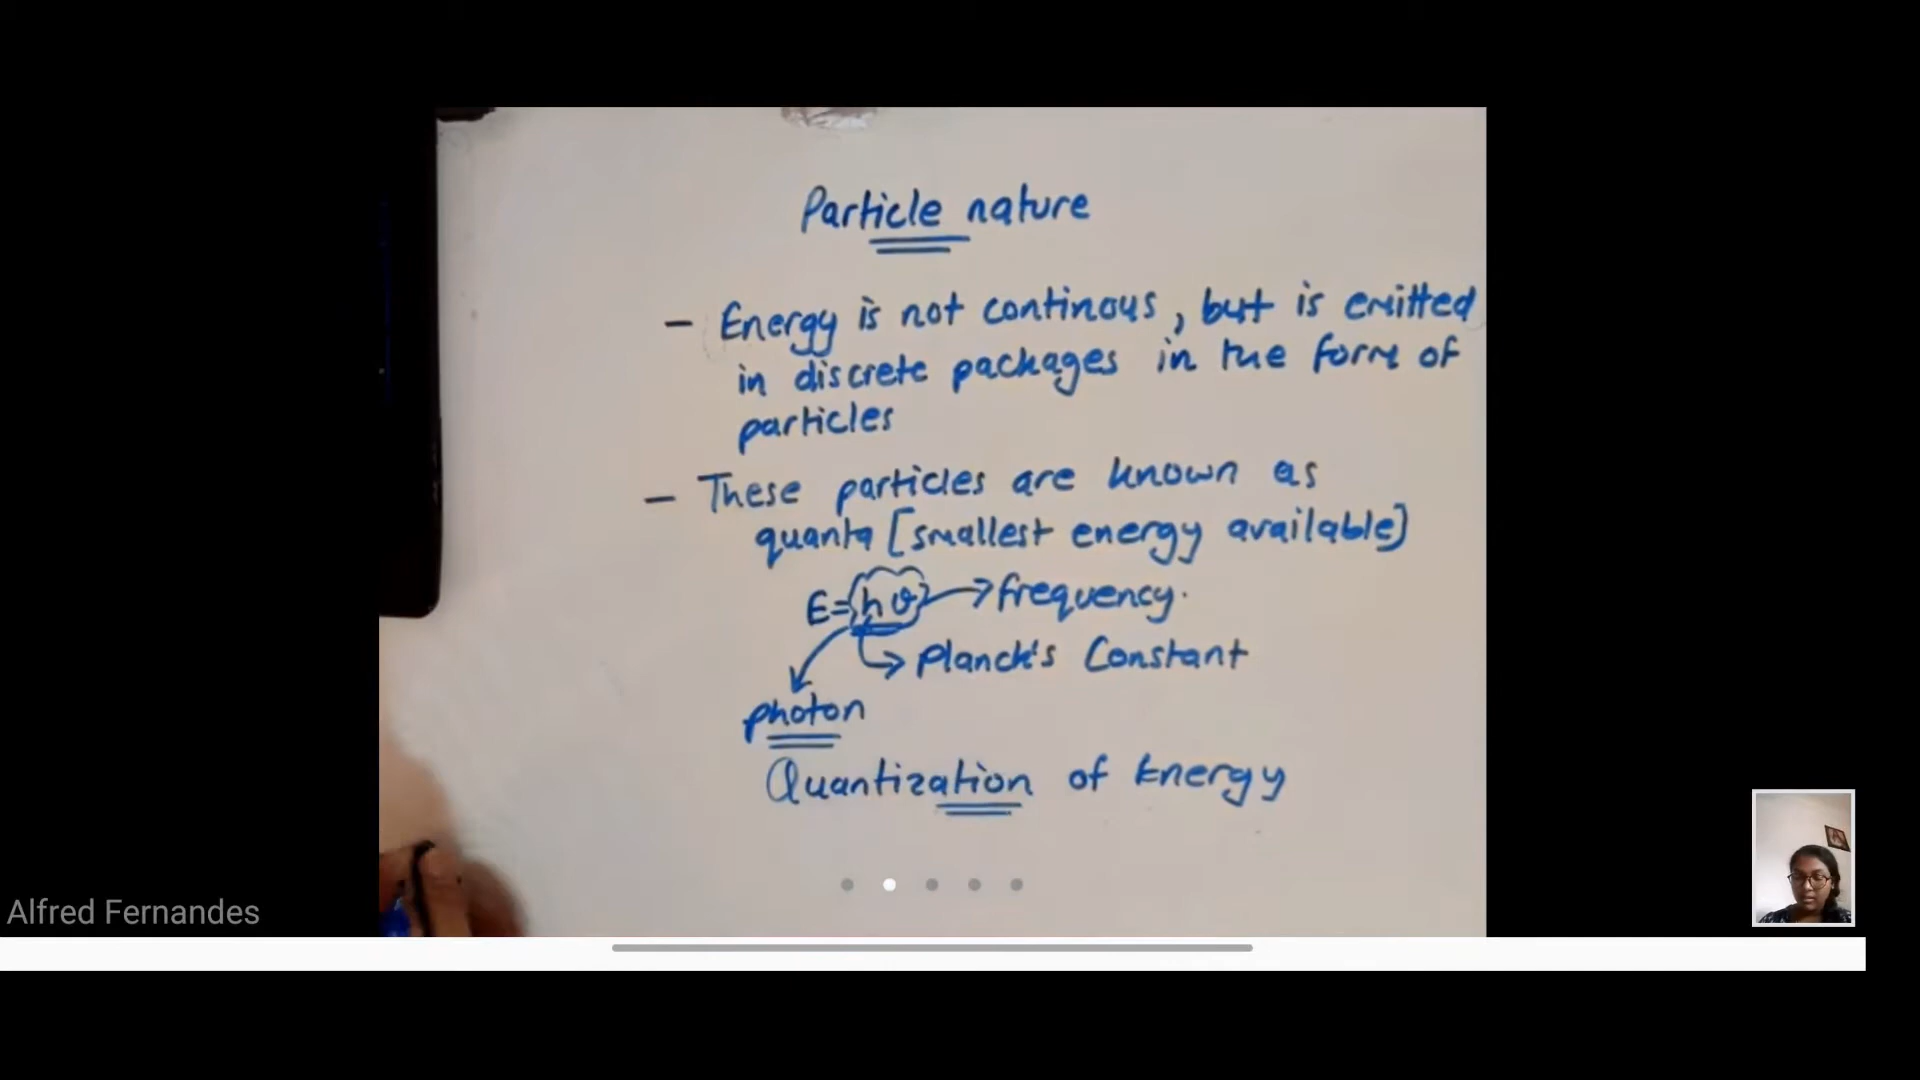 Particle nature
- Energy is not continous, but is emitted
in discrete packages in the form of
particles
- These particles are known as
quanta [smallest energy available]
E=hν → frequency.
→ Planck's Constant
photon
Quantization of Energy
Alfred Fernandes